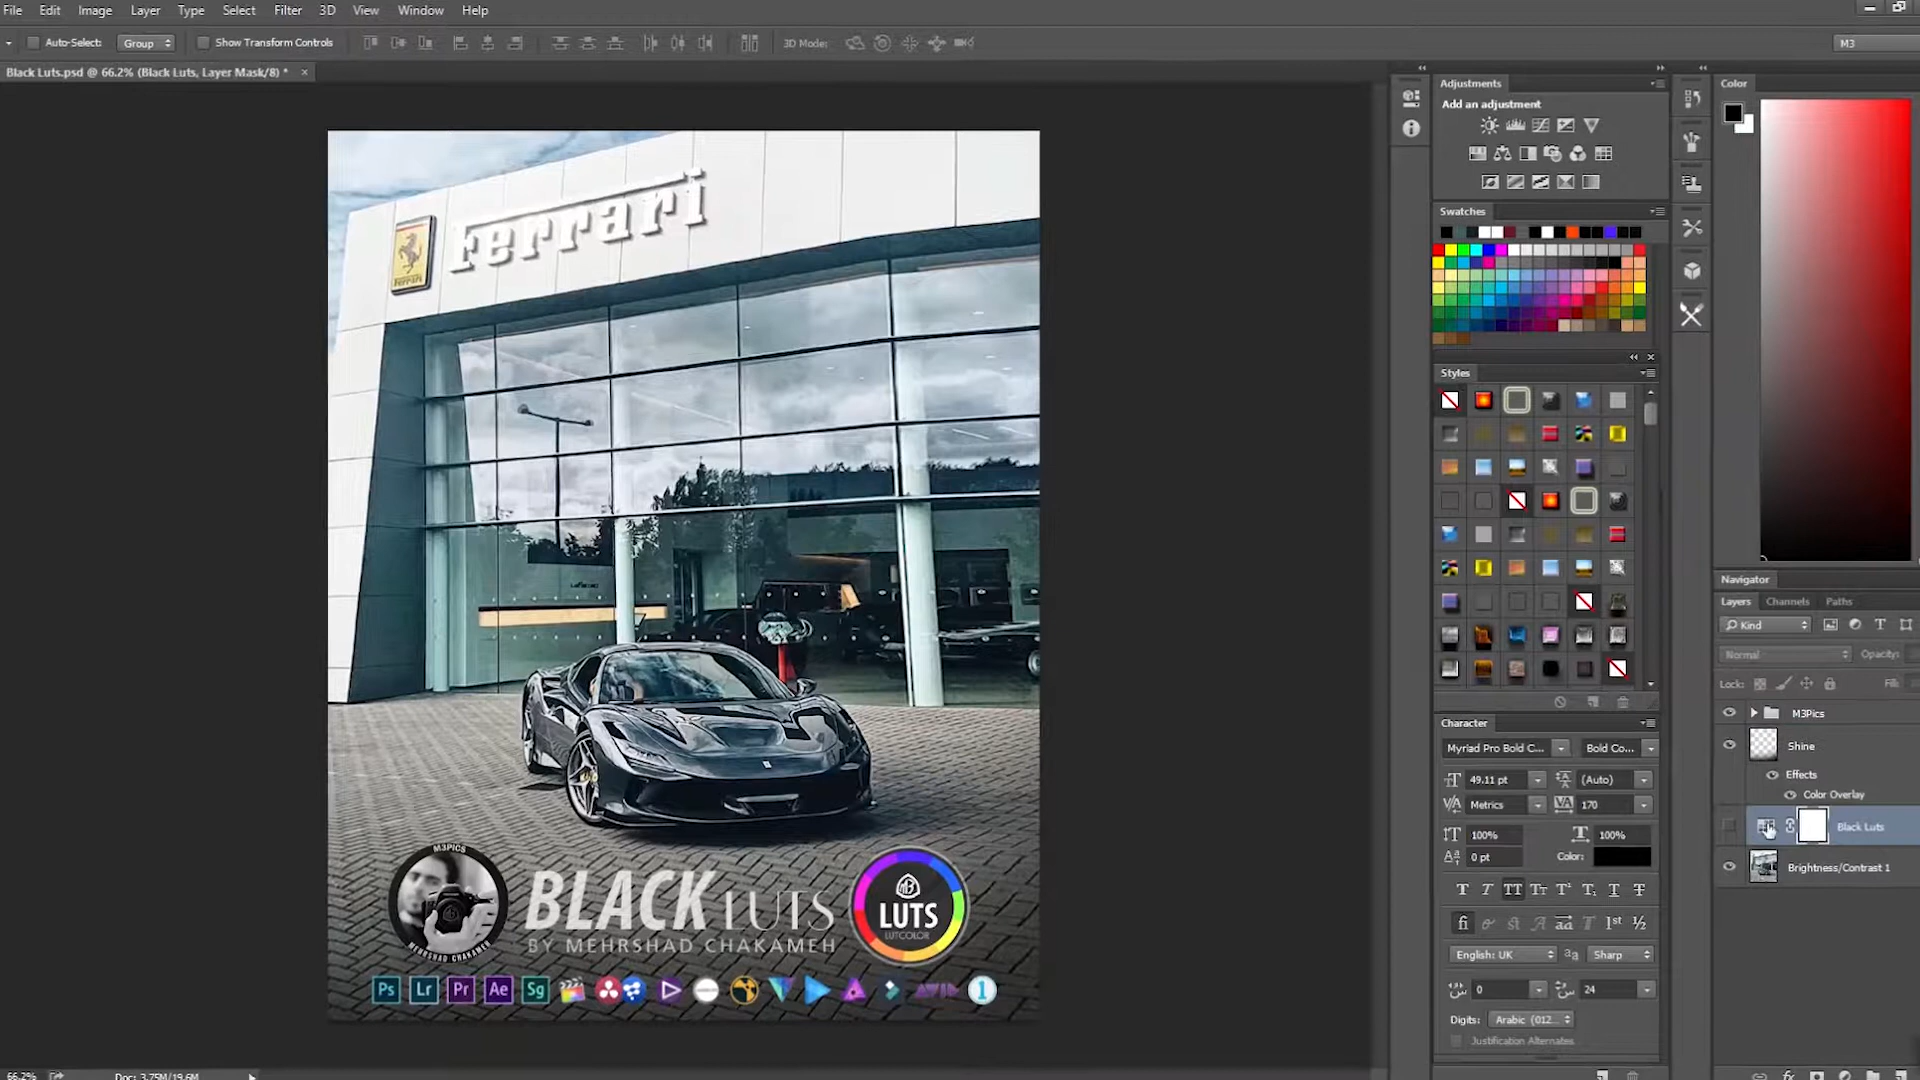 File Edit Image Layer Type Select Filter 3D View Window Help
Auto-Select: Group Show Transform Controls 3D Mode: M3
Black Luts.psd @ 66.2% (Black Luts, Layer Mask/8) *
Adjustments
Add an adjustment
Swatches
Styles
Character
Myriad Pro Bold C... Bold Co...
49.11 pt (Auto)
Metrics 170
100% 100%
0 pt Color:
English: UK Sharp
0 24
Digits: Arabic (012...
Justification Alternates
Color
Navigator
Layers Channels Paths
Kind
Normal Opacity:
Lock: Fill:
M3Pics
Shine
Effects
Color Overlay
Black Luts
Brightness/Contrast 1
Ferrari
Ferrari
M3PICS
MEHRSHAD CHAKAMEH
BLACK LUTS
BY MEHRSHAD CHAKAMEH
LUTS
LUTCOLOR
Ps Lr Pr Ae Sg 1
66.2% Doc: 3.75M/19.6M